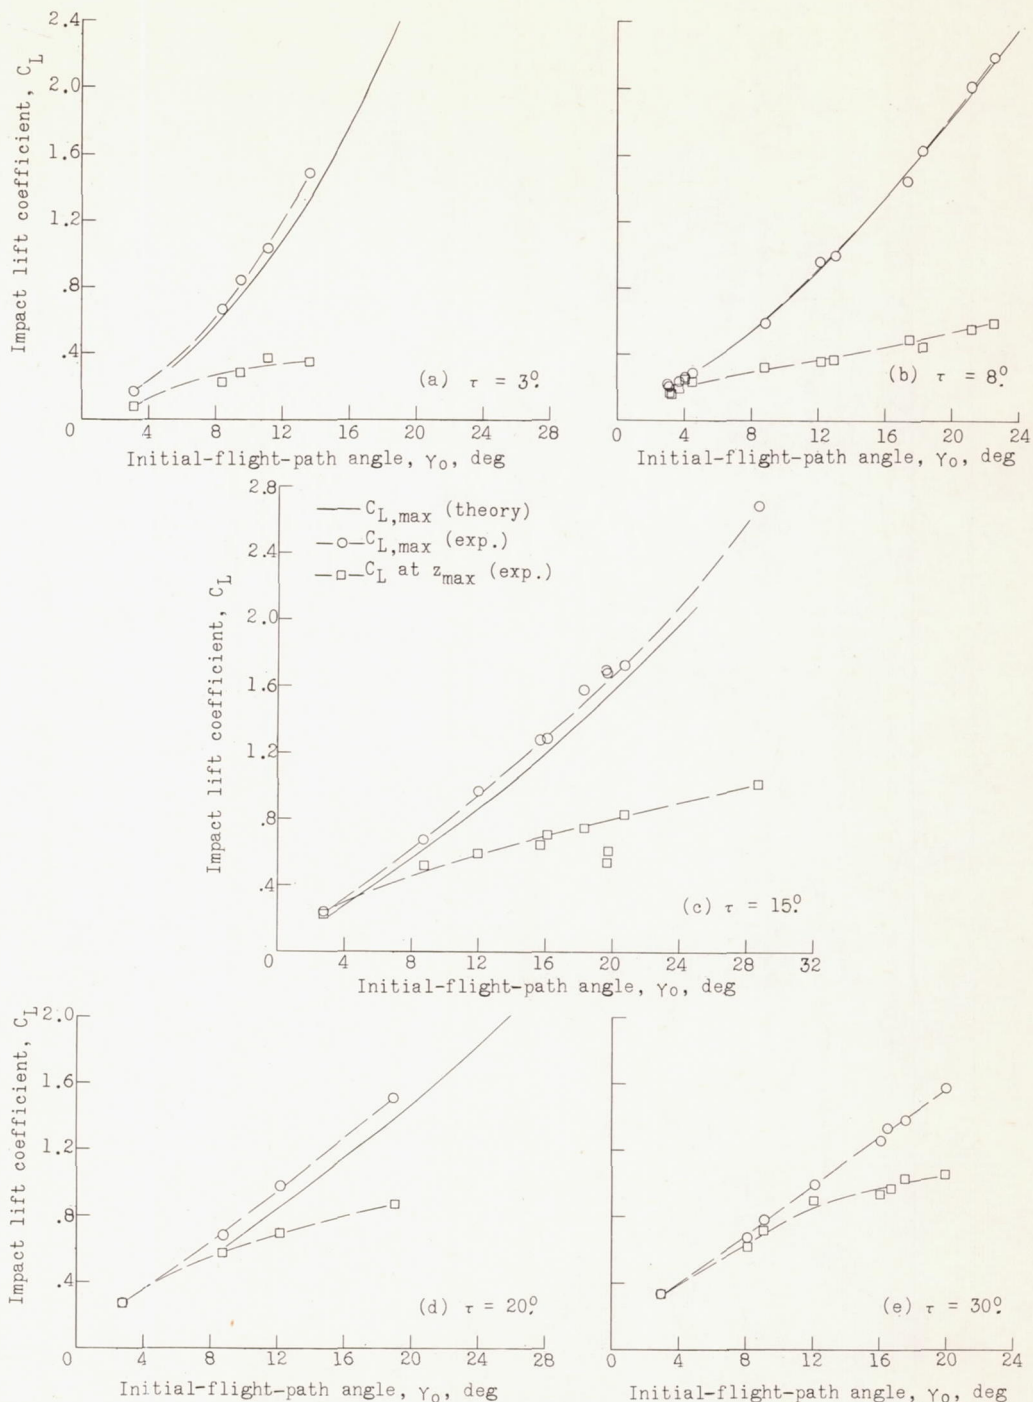 2.4
2.0
1.6
1.2
.8
.4
Impact lift coefficient, C_L
(a) τ = 3°.
0 4 8 12 16 20 24 28
Initial-flight-path angle, γ₀, deg
(b) τ = 8°.
0 4 8 12 16 20 24
Initial-flight-path angle, γ₀, deg
2.8
2.4
2.0
1.6
1.2
.8
.4
Impact lift coefficient, C_L
C_L,max (theory)
C_L,max (exp.)
C_L at z_max (exp.)
(c) τ = 15°.
0 4 8 12 16 20 24 28 32
Initial-flight-path angle, γ₀, deg
2.0
1.6
1.2
.8
.4
Impact lift coefficient, C_L
(d) τ = 20°.
0 4 8 12 16 20 24 28
Initial-flight-path angle, γ₀, deg
(e) τ = 30°.
0 4 8 12 16 20 24
Initial-flight-path angle, γ₀, deg